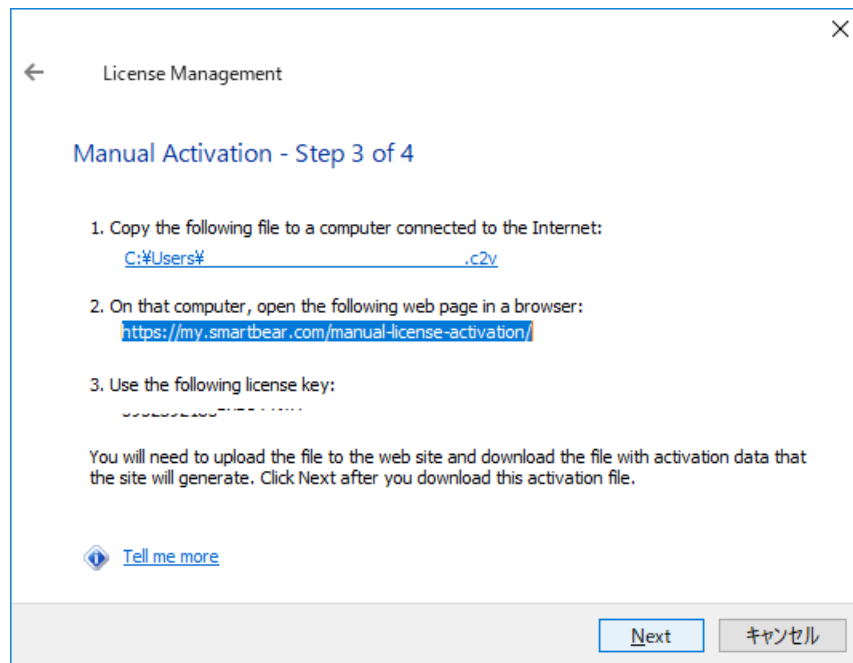 License Management
Manual Activation - Step 3 of 4
1. Copy the following file to a computer connected to the Internet:
C:¥Users¥ .c2v
2. On that computer, open the following web page in a browser:
https://my.smartbear.com/manual-license-activation/
3. Use the following license key:
You will need to upload the file to the web site and download the file with activation data that
the site will generate. Click Next after you download this activation file.
Tell me more
Next キャンセル